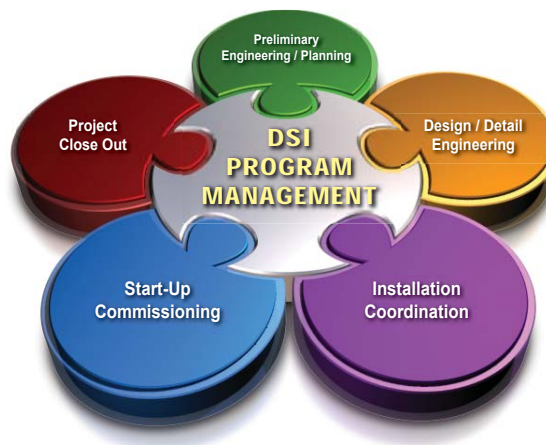 Preliminary
Engineering / Planning
Project
Close Out
DSI
PROGRAM
MANAGEMENT
Design / Detail
Engineering
Start-Up
Commissioning
Installation
Coordination